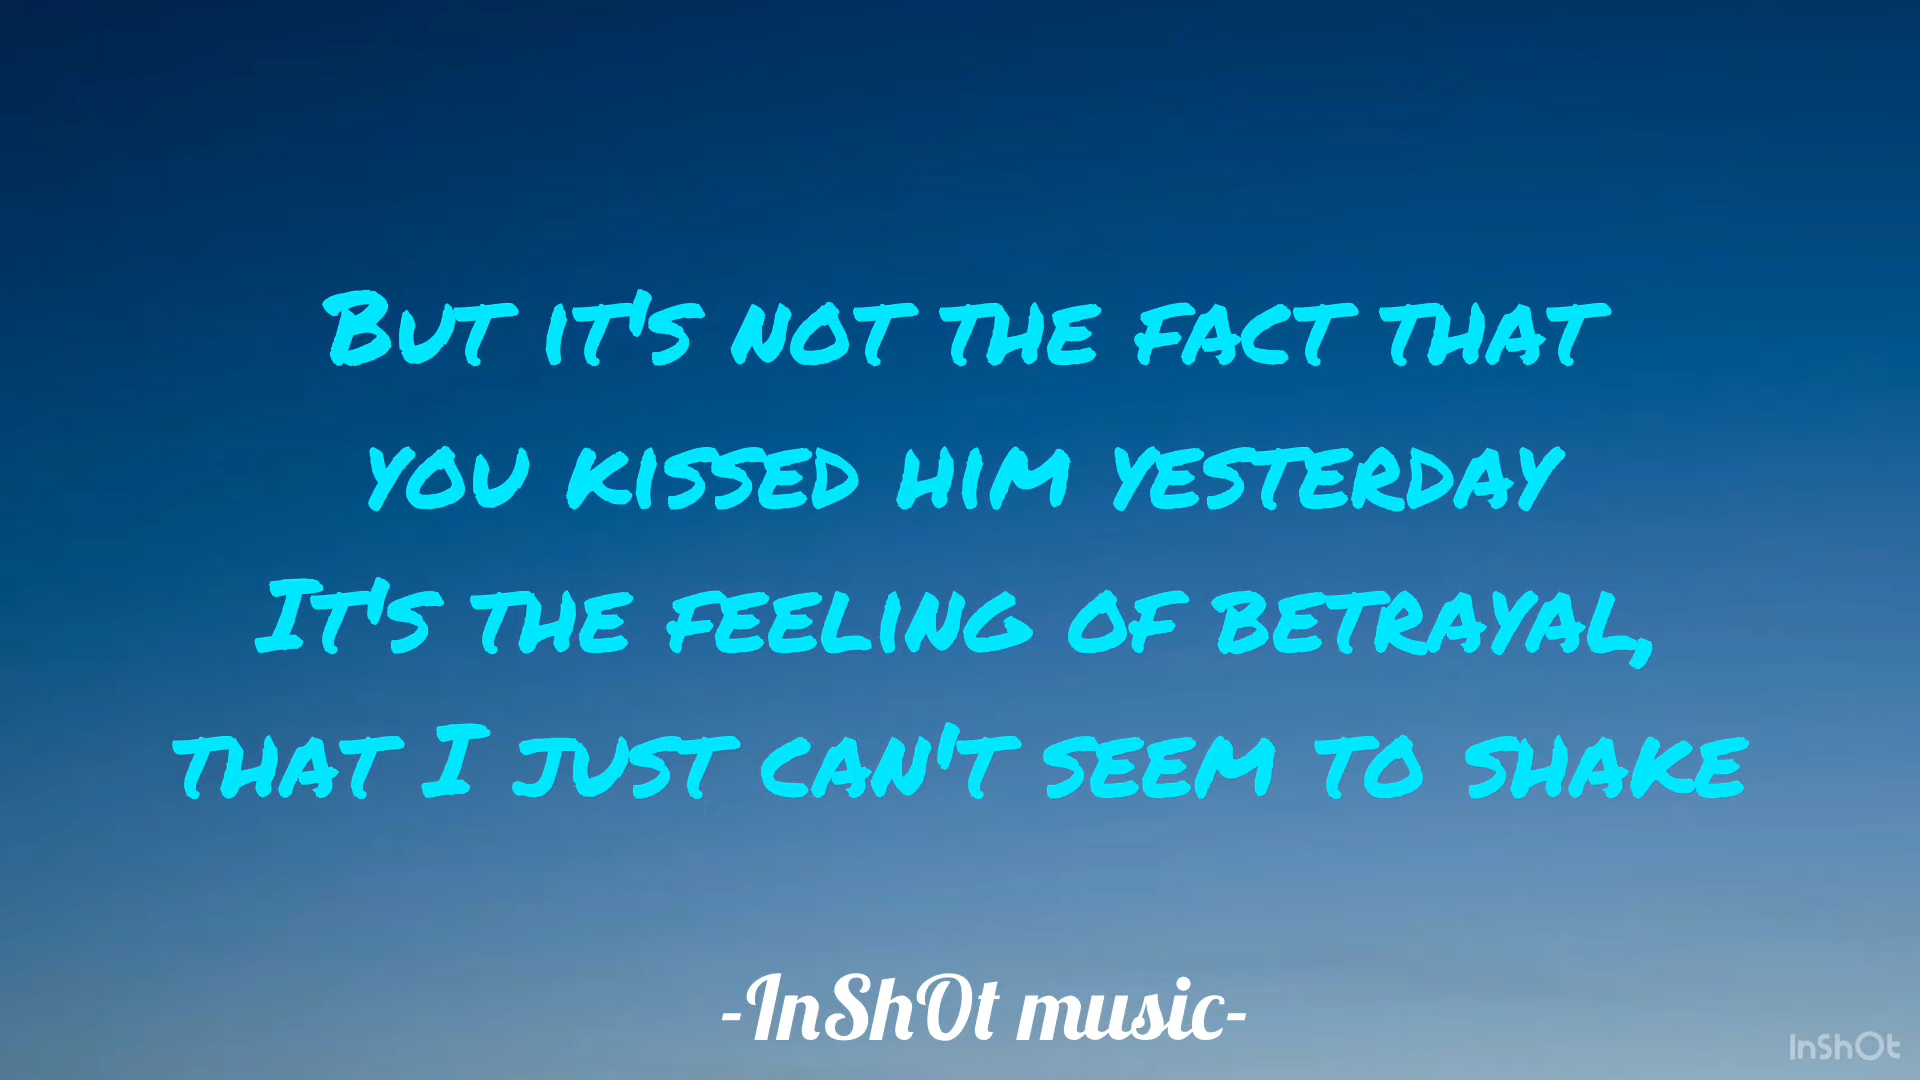 But it's not the fact that
you kissed him yesterday
It's the feeling of betrayal,
that I just can't seem to shake
-InShOt music-
InShOt